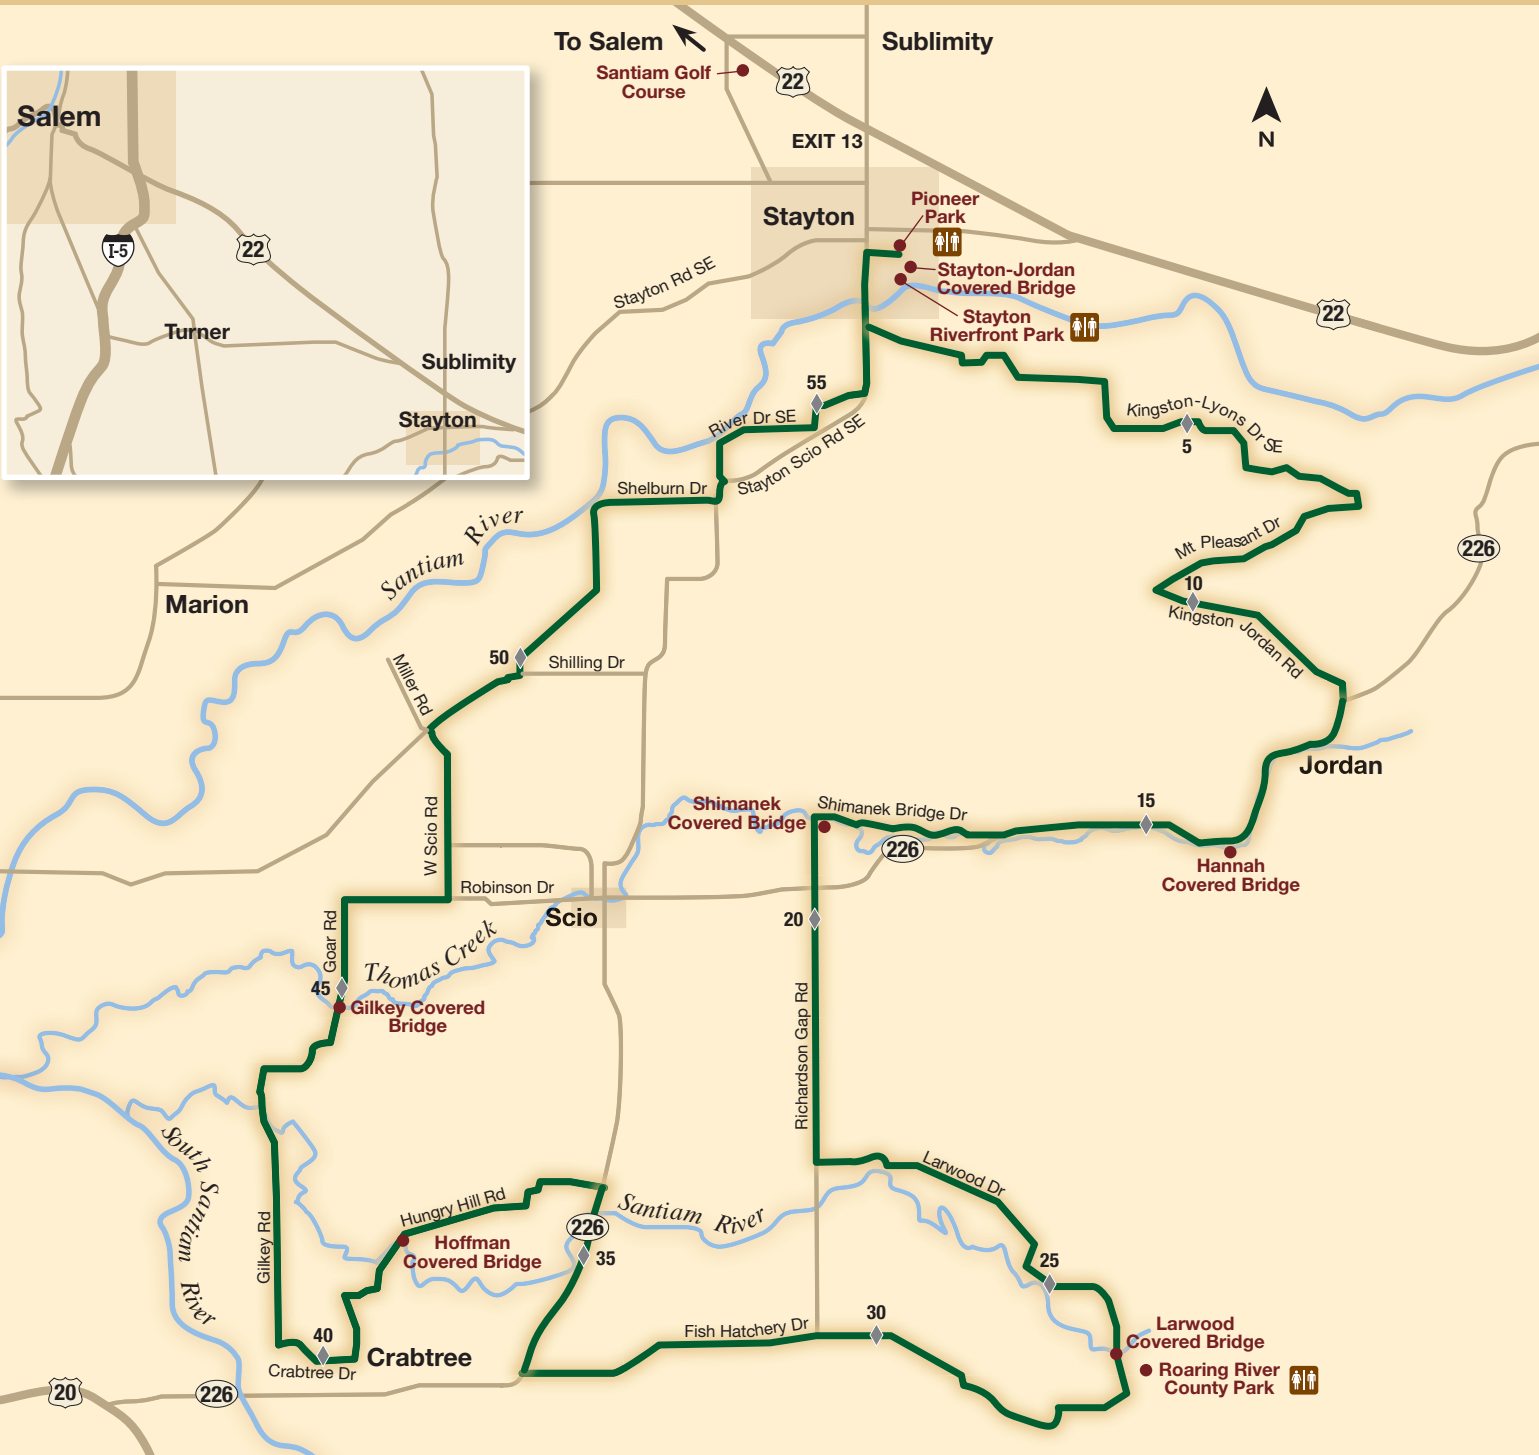 To Salem
Sublimity
Santiam Golf
Course
22
EXIT 13
N
Salem
I-5
22
Turner
Sublimity
Stayton
Stayton
Pioneer
Park
Stayton-Jordan
Covered Bridge
Stayton
Riverfront Park
22
Stayton Rd SE
55
River Dr SE
Stayton Scio Rd SE
Shelburn Dr
Kingston-Lyons Dr SE
5
Mt Pleasant Dr
226
10
Kingston Jordan Rd
Santiam River
Marion
50
Shilling Dr
Miller Rd
Jordan
W Scio Rd
Shimanek
Covered Bridge
Shimanek Bridge Dr
15
226
Hannah
Covered Bridge
Robinson Dr
Scio
20
Goar Rd
Thomas Creek
45
Gilkey Covered
Bridge
Richardson Gap Rd
South Santiam River
Larwood Dr
Hungry Hill Rd
Santiam River
226
Gilkey Rd
Hoffman
Covered Bridge
35
25
30
Fish Hatchery Dr
Larwood
Covered Bridge
40
Crabtree
Crabtree Dr
Roaring River
County Park
20
226